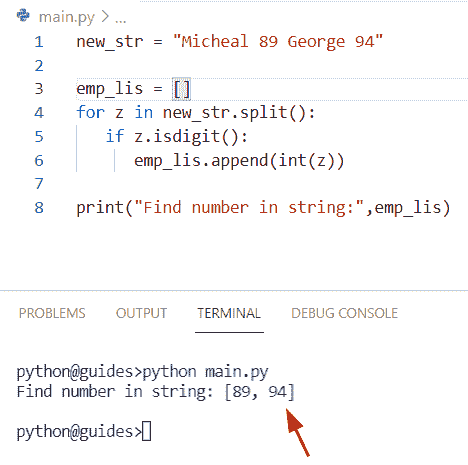 main.py > ...
1 new_str = "Micheal 89 George 94"
2
3 emp_lis = []
4 for z in new_str.split():
5 if z.isdigit():
6 emp_lis.append(int(z))
7
8 print("Find number in string:",emp_lis)
PROBLEMS OUTPUT TERMINAL DEBUG CONSOLE
python@guides>python main.py
Find number in string: [89, 94]
python@guides>